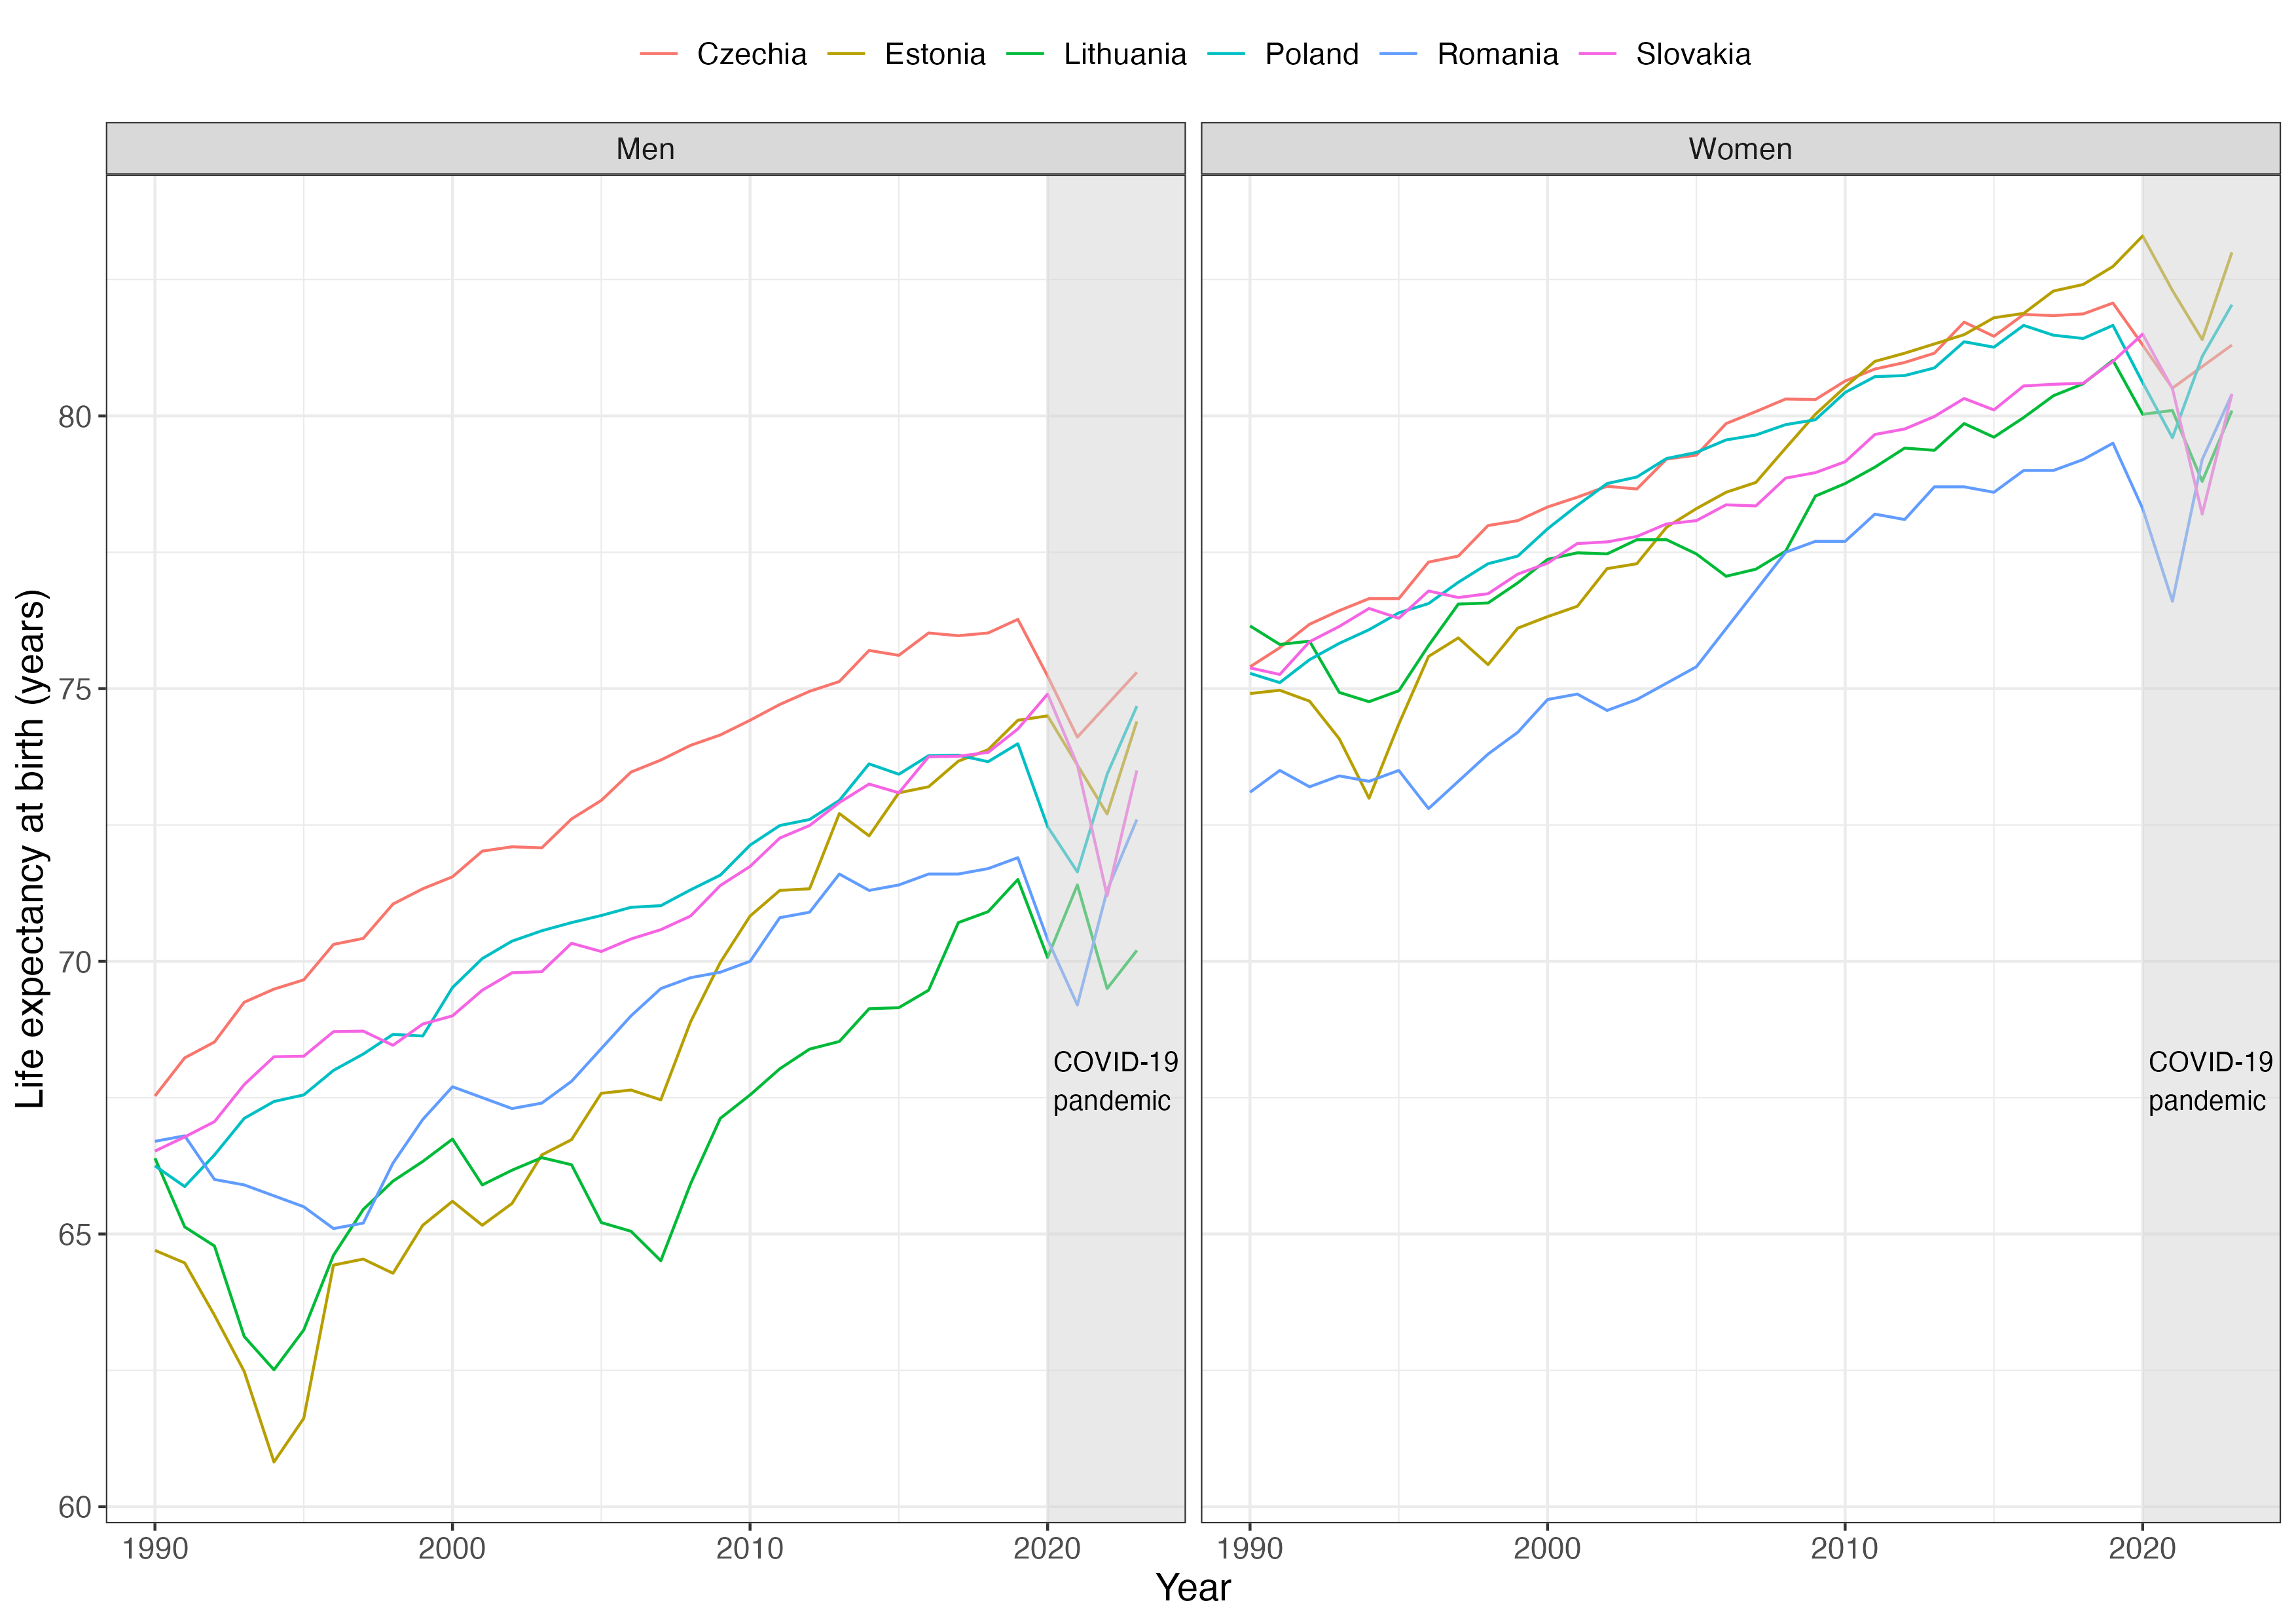 Czechia Estonia Lithuania Poland Romania Slovakia
Men Women
Life expectancy at birth (years)
80
75
70
65
60
COVID-19
pandemic
COVID-19
pandemic
1990 2000 2010 2020 1990 2000 2010 2020
Year